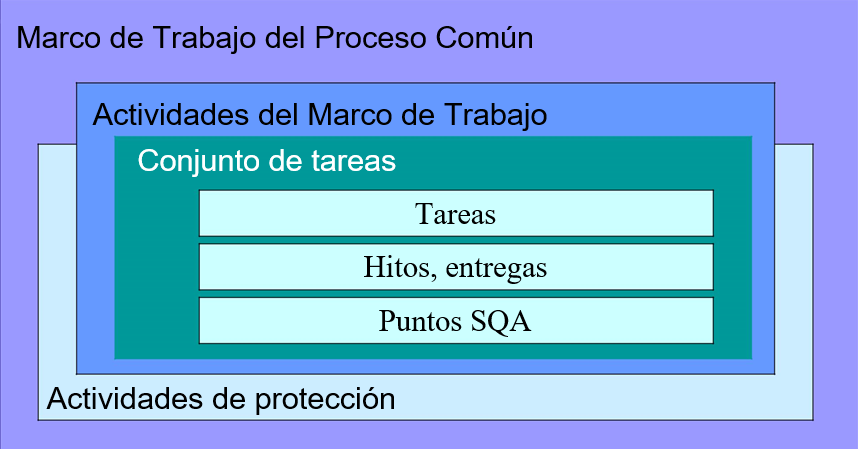 Marco de Trabajo del Proceso Común
Actividades del Marco de Trabajo
Conjunto de tareas
Tareas
Hitos, entregas
Puntos SQA
Actividades de protección